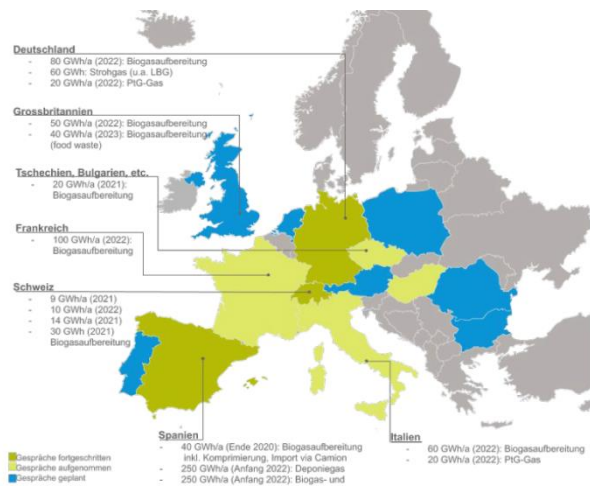 Deutschland
- 80 GWh/a (2022): Biogasaufbereitung
- 60 GWh: Strohgas (u.a. LBG)
- 20 GWh/a (2022): PtG-Gas
Grossbritannien
- 50 GWh/a (2022): Biogasaufbereitung
- 40 GWh/a (2023): Biogasaufbereitung
(food waste)
Tschechien, Bulgarien, etc.
- 20 GWh/a (2021):
Biogasaufbereitung
Frankreich
- 100 GWh/a (2022):
Biogasaufbereitung
Schweiz
- 9 GWh/a (2021)
- 10 GWh/a (2022)
- 14 GWh/a (2021)
- 30 GWh (2021)
Biogasaufbereitung
Spanien
- 40 GWh/a (Ende 2020): Biogasaufbereitung
inkl. Komprimierung, Import via Camion
- 250 GWh/a (Anfang 2022): Deponiegas
- 250 GWh/a (Anfang 2022): Biogas- und
Italien
- 60 GWh/a (2022): Biogasaufbereitung
- 20 GWh/a (2022): PtG-Gas
Gespräche fortgeschritten
Gespräche aufgenommen
Gespräche geplant